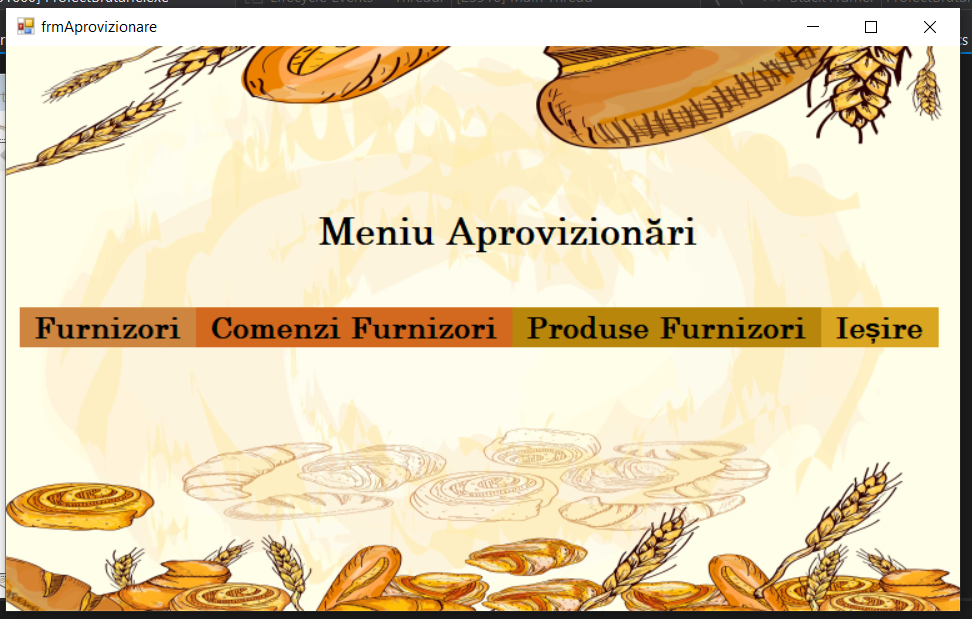 frmAprovizionare
Meniu Aprovizionări
Furnizori Comenzi Furnizori Produse Furnizori Ieșire